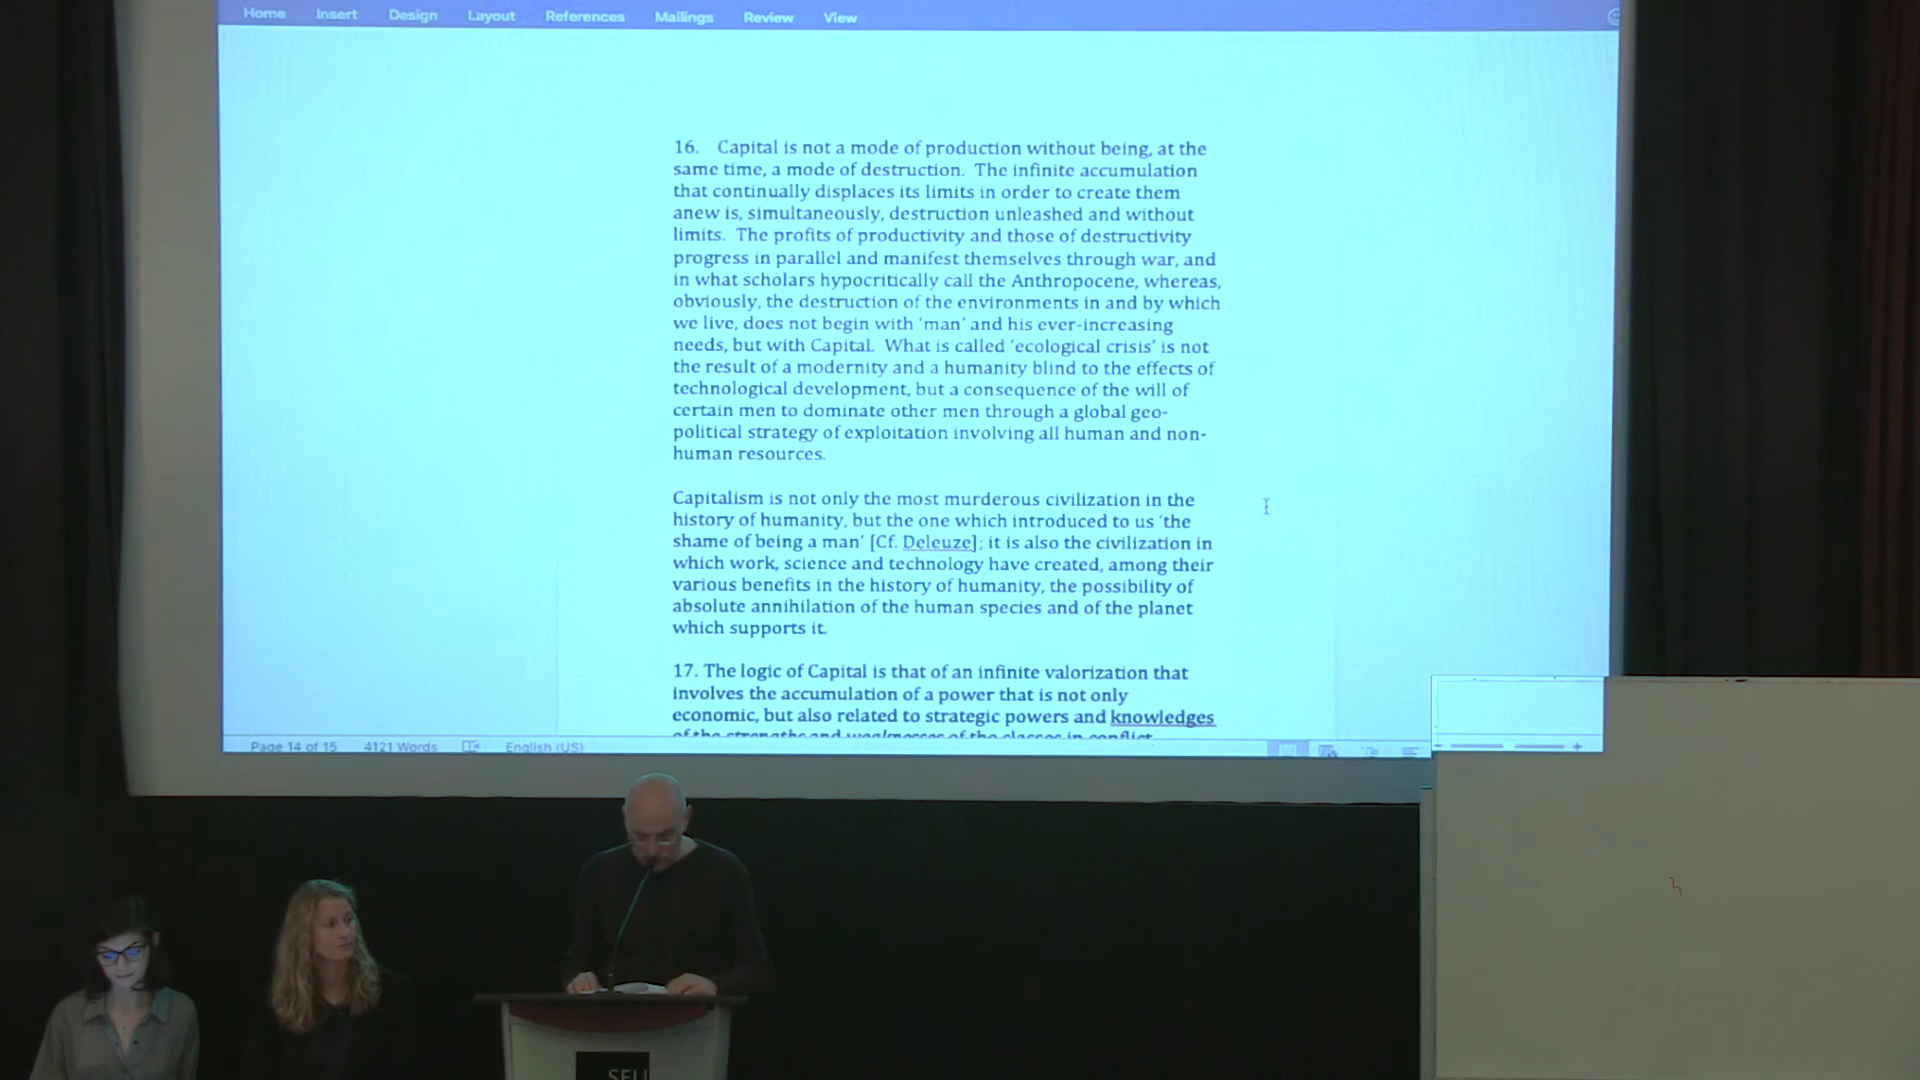 Home Insert Design Layout References Mailings Review View
16. Capital is not a mode of production without being, at the
same time, a mode of destruction. The infinite accumulation
that continually displaces its limits in order to create them
anew is, simultaneously, destruction unleashed and without
limits. The profits of productivity and those of destructivity
progress in parallel and manifest themselves through war, and
in what scholars hypocritically call the Anthropocene, whereas,
obviously, the destruction of the environments in and by which
we live, does not begin with ‘man’ and his ever-increasing
needs, but with Capital. What is called ‘ecological crisis’ is not
the result of a modernity and a humanity blind to the effects of
technological development, but a consequence of the will of
certain men to dominate other men through a global geo-
political strategy of exploitation involving all human and non-
human resources.
Capitalism is not only the most murderous civilization in the
history of humanity, but the one which introduced to us ‘the
shame of being a man’ [Cf. Deleuze]; it is also the civilization in
which work, science and technology have created, among their
various benefits in the history of humanity, the possibility of
absolute annihilation of the human species and of the planet
which supports it.
17. The logic of Capital is that of an infinite valorization that
involves the accumulation of a power that is not only
economic, but also related to strategic powers and knowledges
of the strengths and weaknesses of the classes in conflict
Page 14 of 15 4121 Words English (US)
SFU